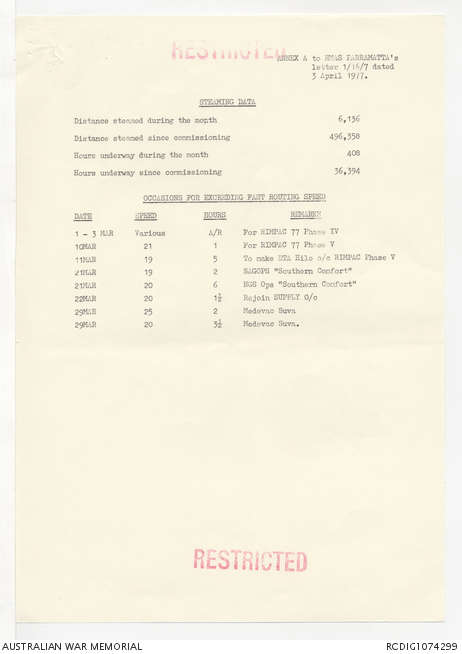 RESTRICTED
ANNEX A to HMAS PARRAMATTA's
letter 1/16/7 dated
3 April 1977.
STEAMING DATA
Distance steamed during the month 6,136
Distance steamed since commissioning 496,358
Hours underway during the month 408
Hours underway since commissioning 36,394
OCCASIONS FOR EXCEEDING FAST ROUTING SPEED
DATE SPEED HOURS REMARKS
1 - 3 MAR Various A/R For RIMPAC 77 Phase IV
10MAR 21 1 For RIMPAC 77 Phase V
11MAR 19 5 To make DTA Hilo o/c RIMPAC Phase V
21MAR 19 2 SAGOPS "Southern Comfort"
21MAR 20 6 NGS Ops "Southern Comfort"
22MAR 20 1½ Rejoin SUPPLY O/c
29MAR 25 2 Medevac Suva
29MAR 20 3½ Medevac Suva.
RESTRICTED
AUSTRALIAN WAR MEMORIAL RCDIG1074299